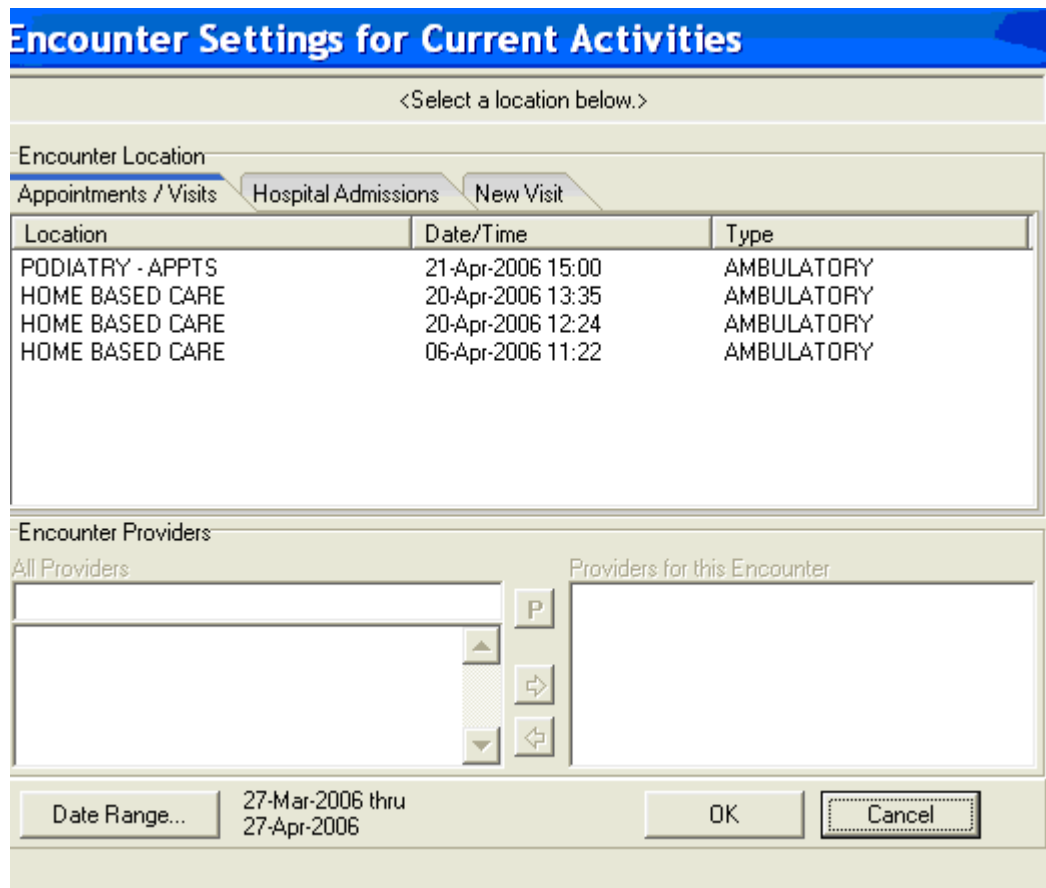 Encounter Settings for Current Activities
<Select a location below.>
Encounter Location
Appointments / Visits Hospital Admissions New Visit
Location Date/Time Type
PODIATRY - APPTS 21-Apr-2006 15:00 AMBULATORY
HOME BASED CARE 20-Apr-2006 13:35 AMBULATORY
HOME BASED CARE 20-Apr-2006 12:24 AMBULATORY
HOME BASED CARE 06-Apr-2006 11:22 AMBULATORY
Encounter Providers
All Providers Providers for this Encounter
P
Date Range... 27-Mar-2006 thru OK Cancel
27-Apr-2006